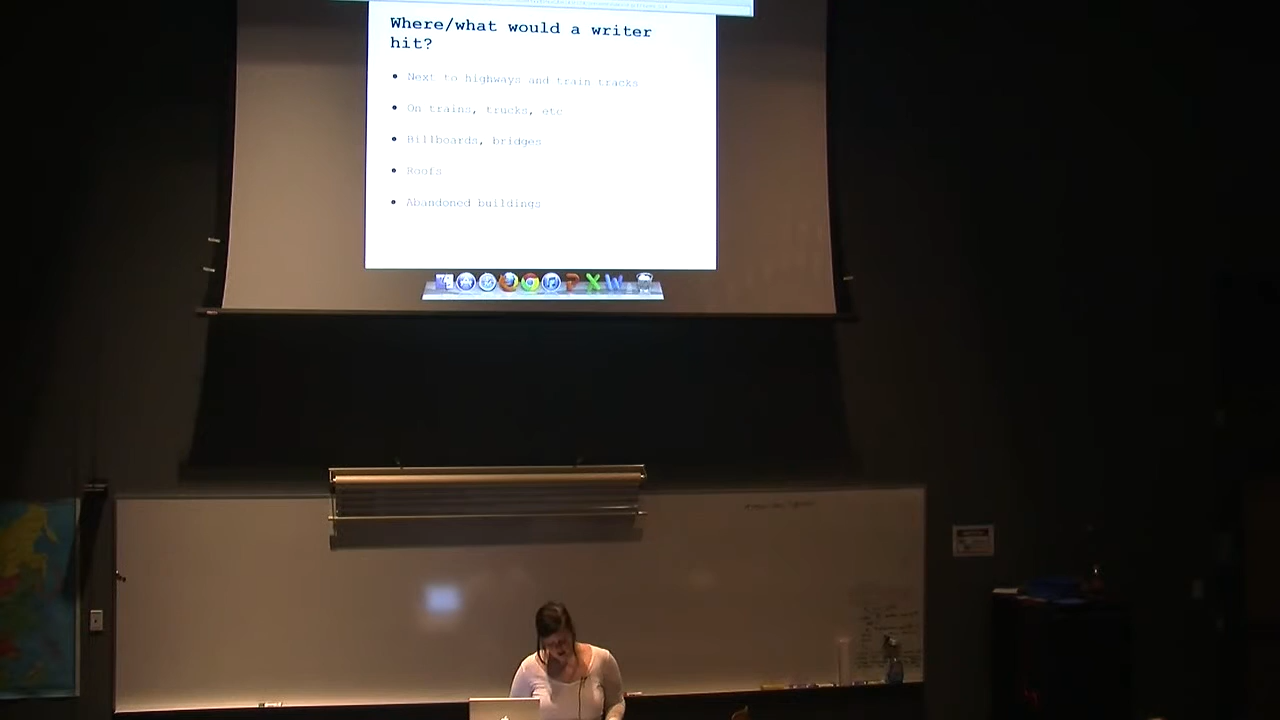 Where/what would a writer
hit?
• Next to highways and train tracks
• On trains, trucks, etc
• Billboards, bridges
• Roofs
• Abandoned buildings